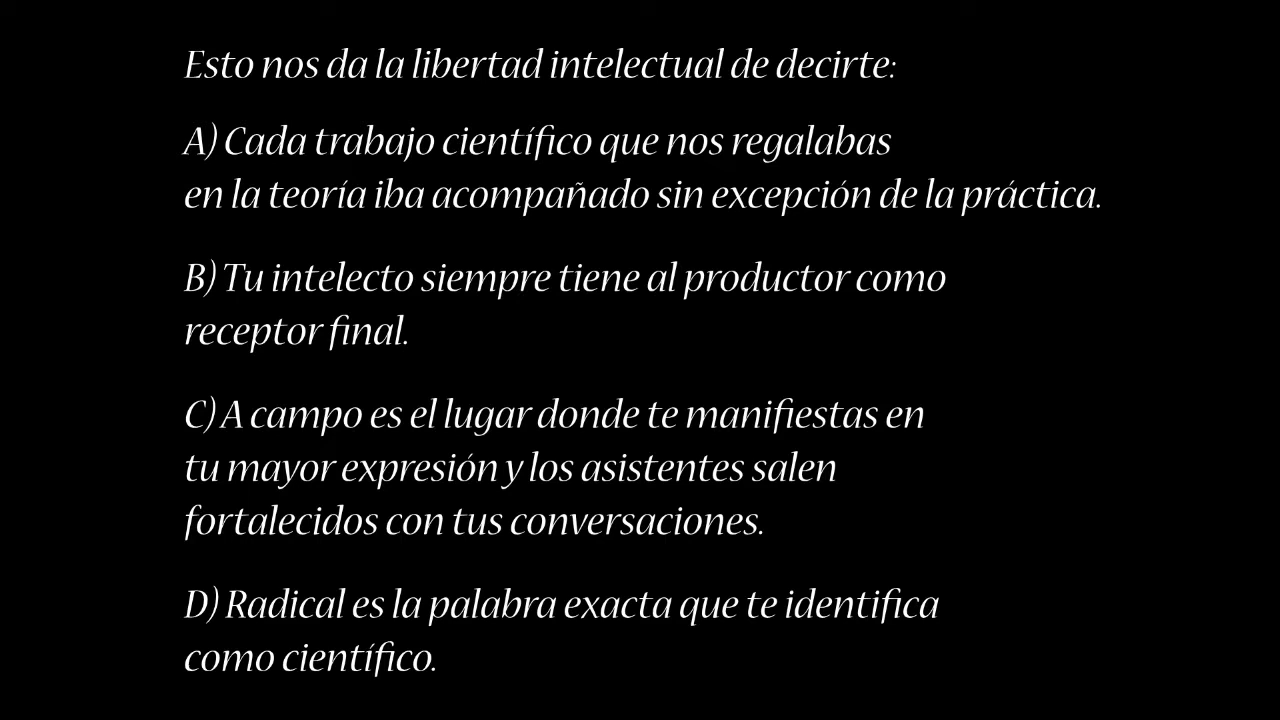 Esto nos da la libertad intelectual de decirte:
A) Cada trabajo científico que nos regalabas
en la teoría iba acompañado sin excepción de la práctica.
B) Tu intelecto siempre tiene al productor como
receptor final.
C) A campo es el lugar donde te manifiestas en
tu mayor expresión y los asistentes salen
fortalecidos con tus conversaciones.
D) Radical es la palabra exacta que te identifica
como científico.